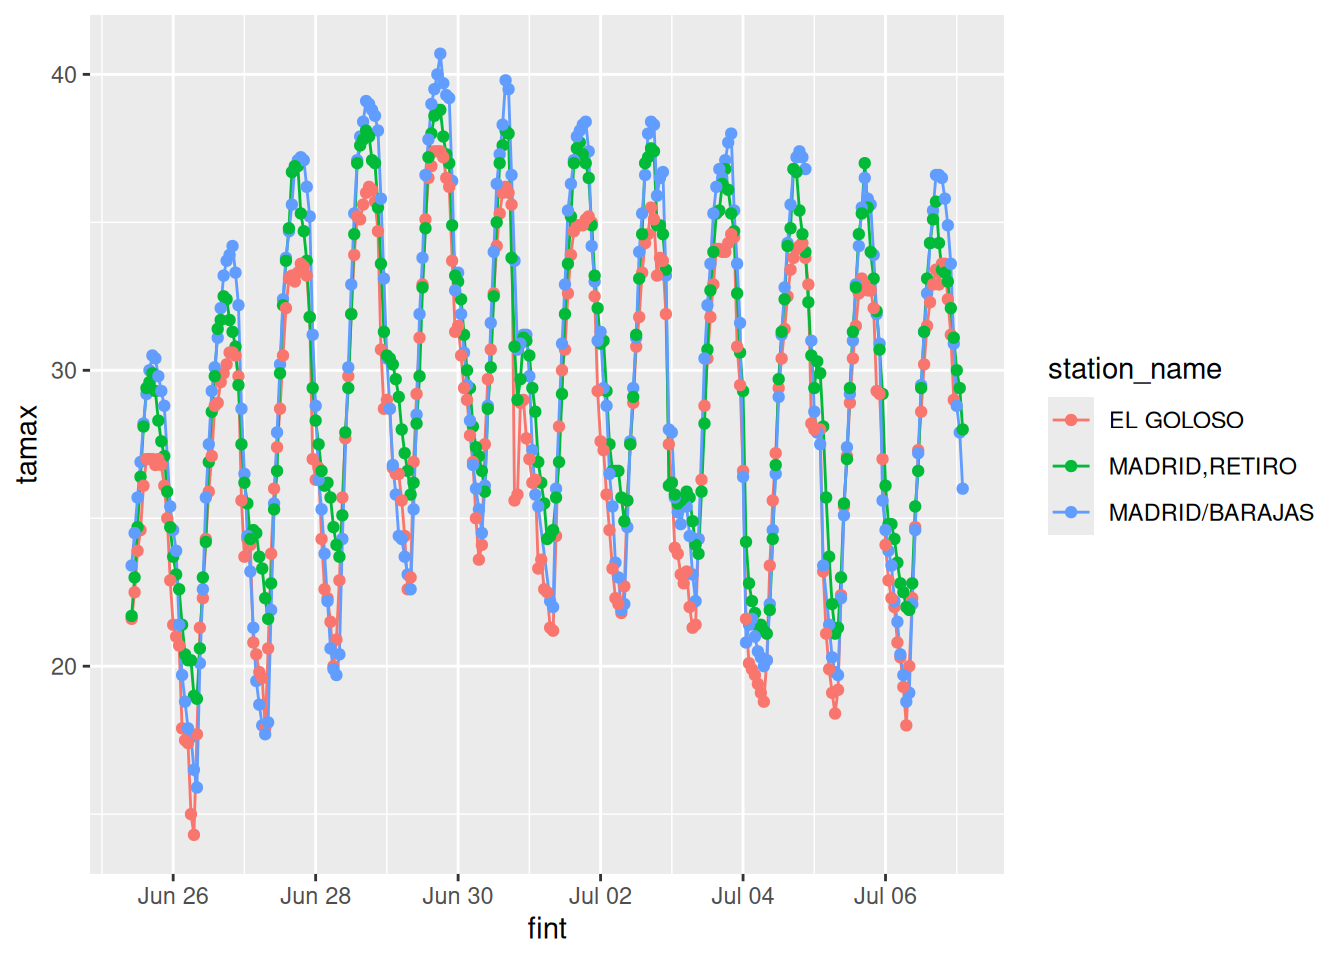 tamax
40
30
20
Jun 26 Jun 28 Jun 30 Jul 02 Jul 04 Jul 06
fint
station_name
EL GOLOSO
MADRID,RETIRO
MADRID/BARAJAS